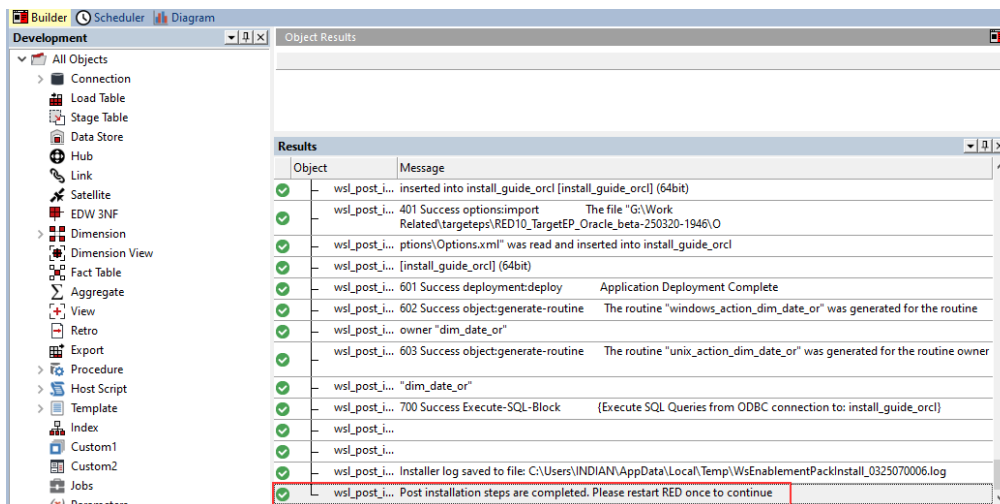 Builder Scheduler Diagram
Development
All Objects
Connection
Load Table
Stage Table
Data Store
Hub
Link
Satellite
EDW 3NF
Dimension
Dimension View
Fact Table
Aggregate
View
Retro
Export
Procedure
Host Script
Template
Index
Custom1
Custom2
Jobs
Object Results
Results
Object Message
wsl_post_i... inserted into install_guide_orcl [install_guide_orcl] (64bit)
wsl_post_i... 401 Success options:import The file "G:\Work
Related\targeteps\RED10_TargetEP_Oracle_beta-250320-1946\O
wsl_post_i... ptions\Options.xml" was read and inserted into install_guide_orcl
wsl_post_i... [install_guide_orcl] (64bit)
wsl_post_i... 601 Success deployment:deploy Application Deployment Complete
wsl_post_i... 602 Success object:generate-routine The routine "windows_action_dim_date_or" was generated for the routine
wsl_post_i... owner "dim_date_or"
wsl_post_i... 603 Success object:generate-routine The routine "unix_action_dim_date_or" was generated for the routine owner
wsl_post_i... "dim_date_or"
wsl_post_i... 700 Success Execute-SQL-Block {Execute SQL Queries from ODBC connection to: install_guide_orcl}
wsl_post_i...
wsl_post_i...
wsl_post_i... Installer log saved to file: C:\Users\INDIAN\AppData\Local\Temp\WsEnablementPackInstall_0325070006.log
wsl_post_i... Post installation steps are completed. Please restart RED once to continue